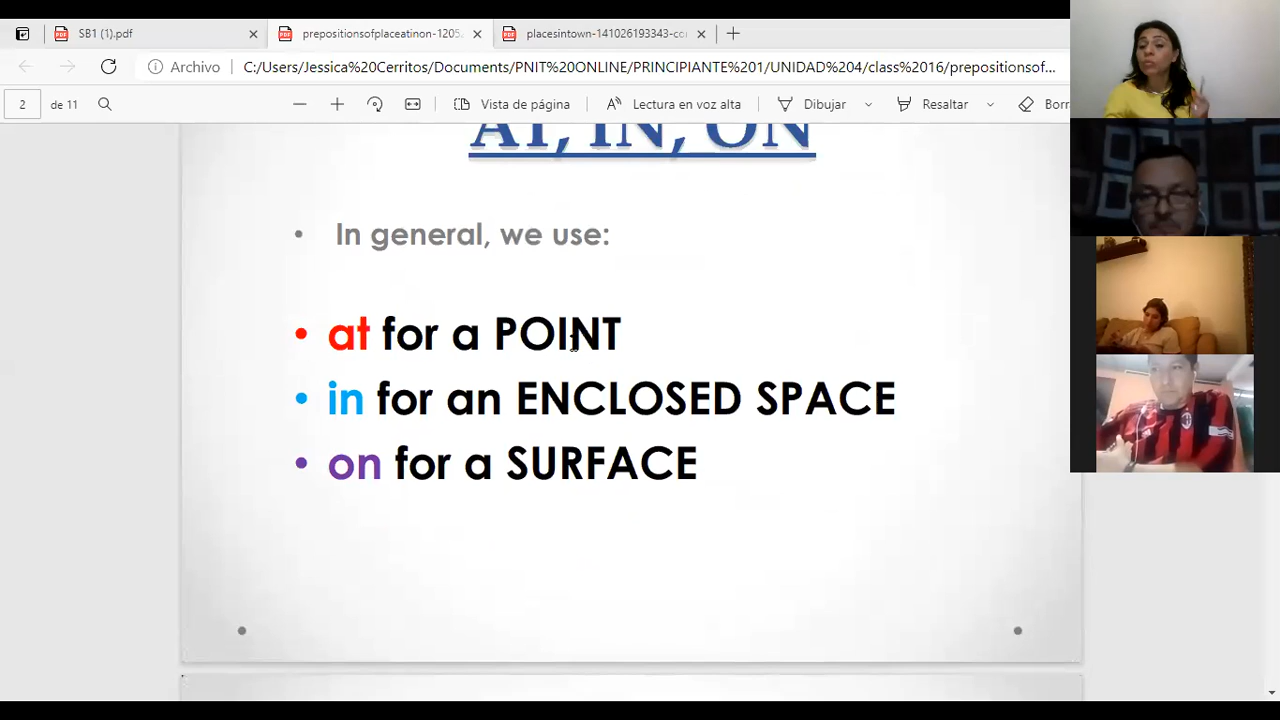 SB1 (1).pdf
prepositionsofplaceatinon-1205
placesintown-141026193343-co
Archivo
C:/Users/Jessica%20Cerritos/Documents/PNIT%20ONLINE/PRINCIPIANTE%201/UNIDAD%204/class%2016/prepositionsof...
2
de 11
Vista de página
Lectura en voz alta
Dibujar
Resaltar
Borr
AT, IN, ON
• In general, we use:
• at for a POINT
• in for an ENCLOSED SPACE
• on for a SURFACE